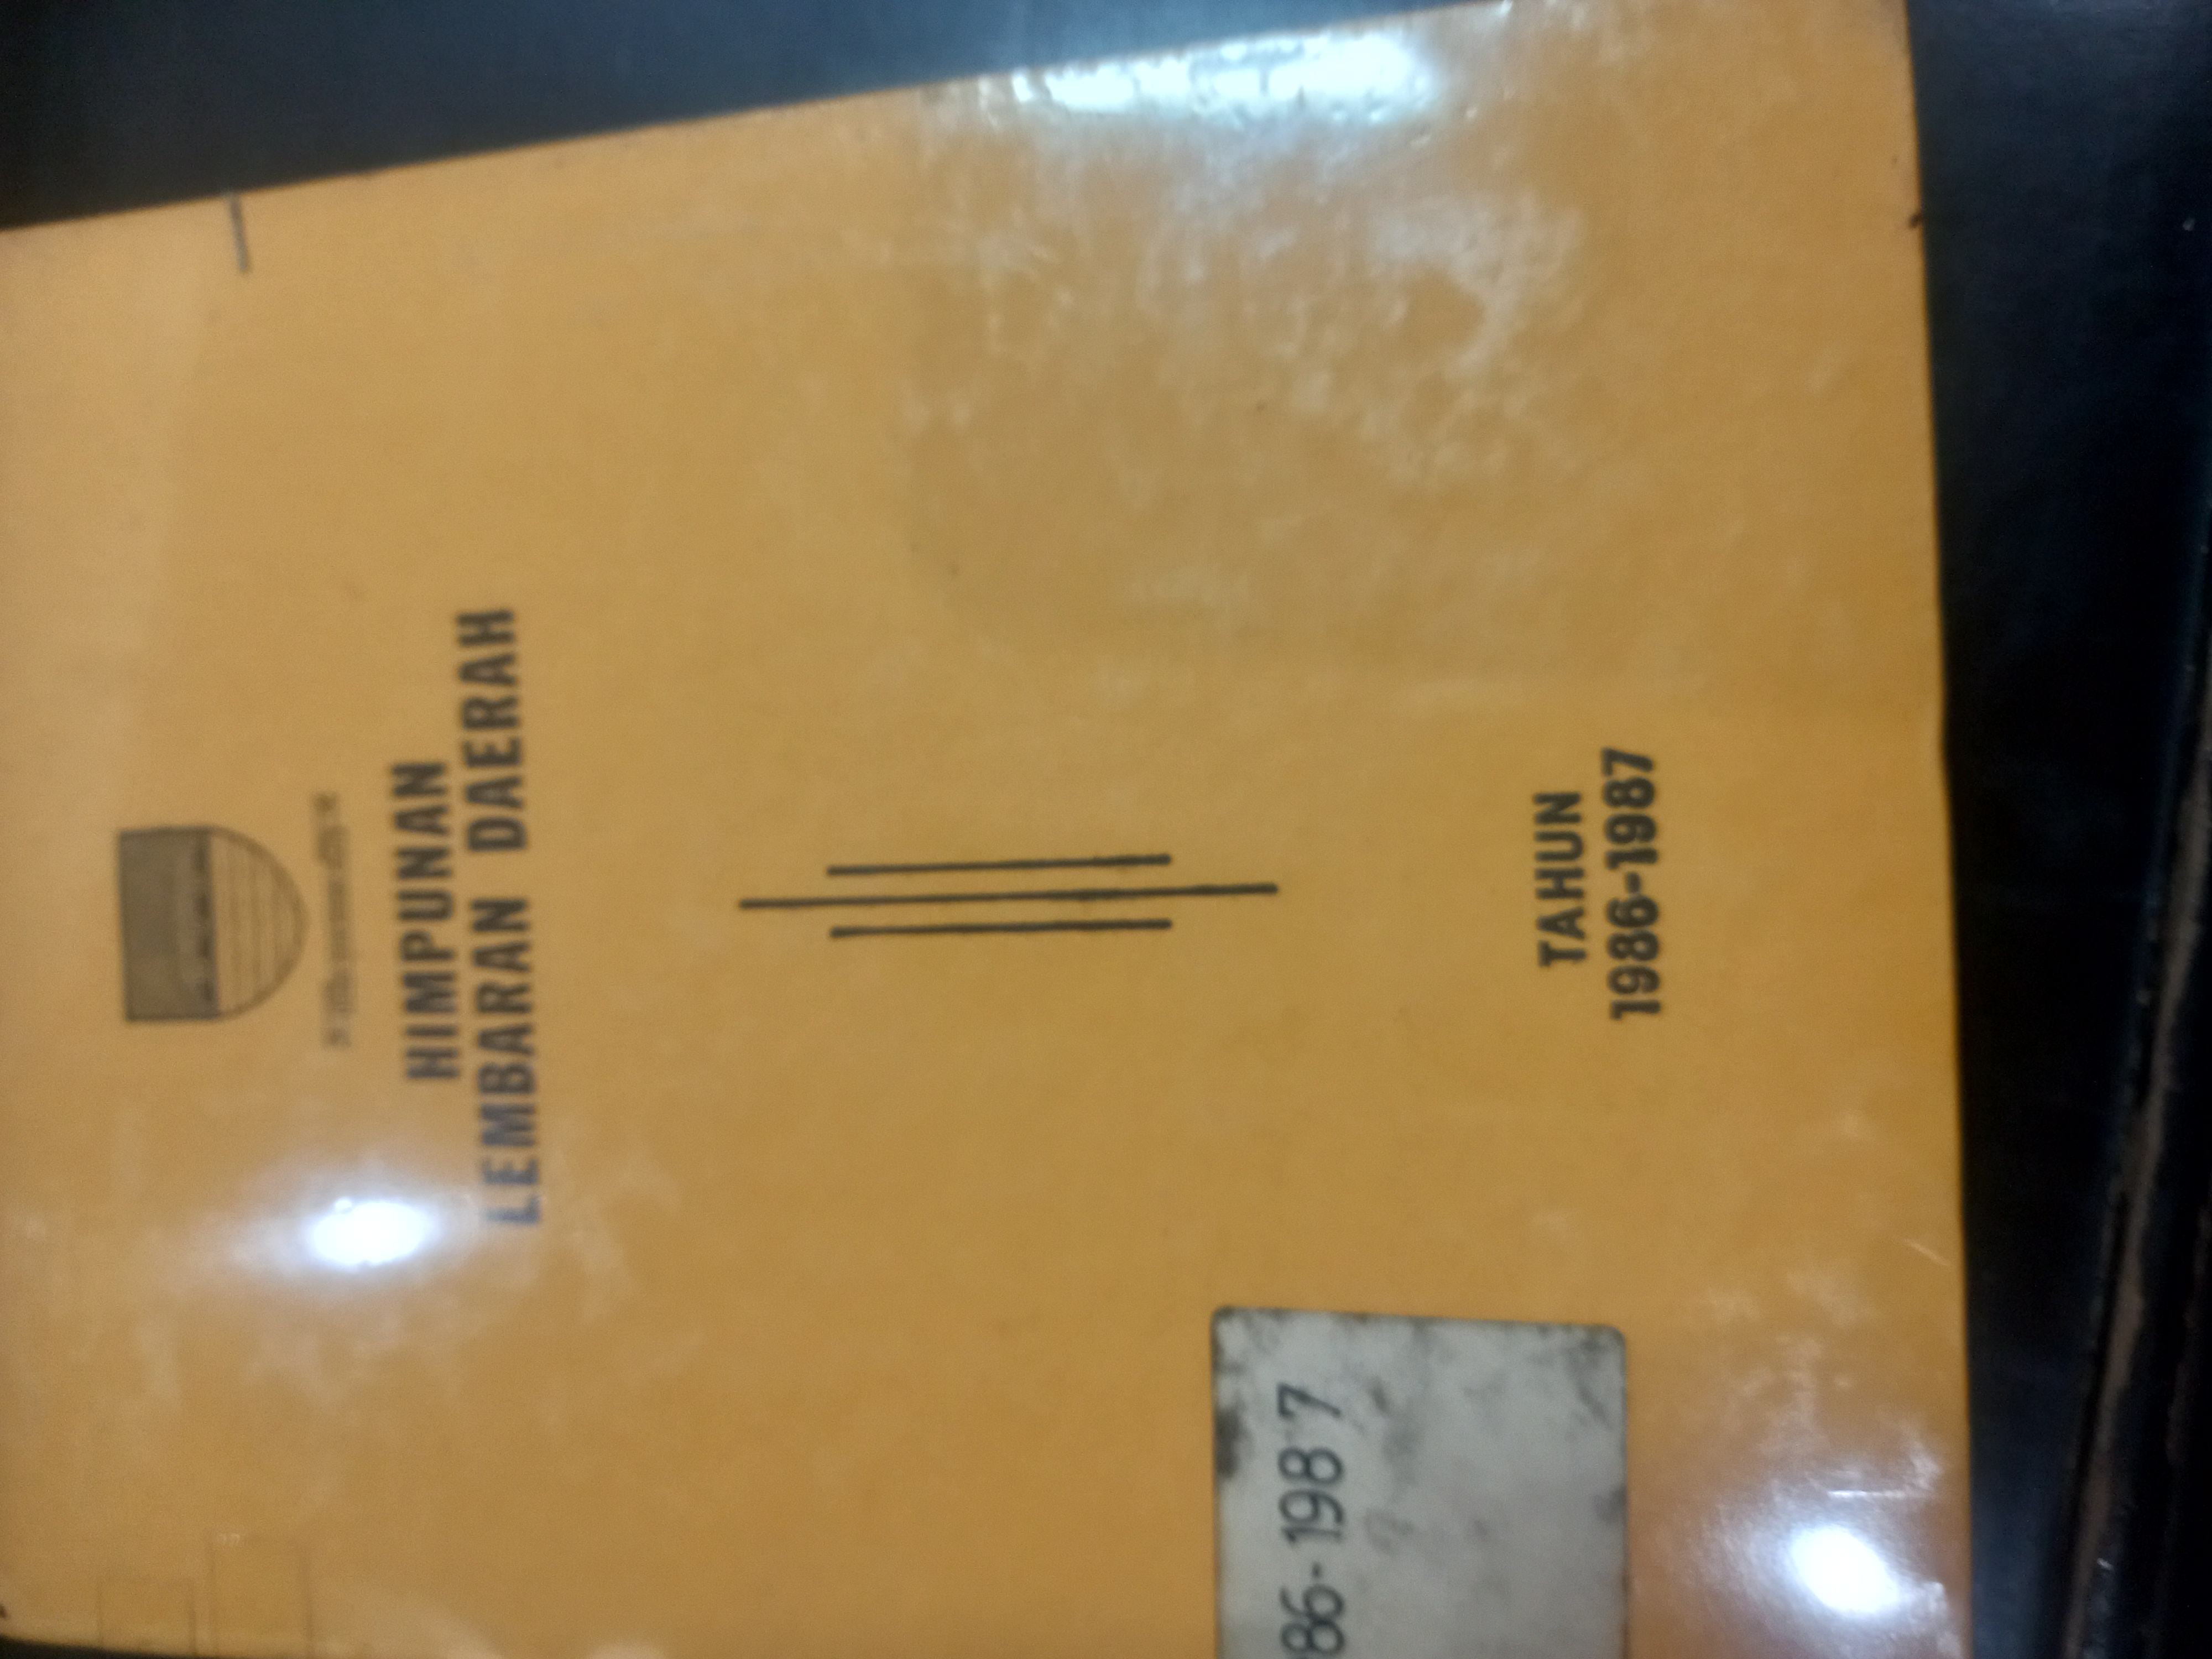 HIMPUNAN
LEMBARAN DAERAH
TAHUN
1986-1987
86-1987